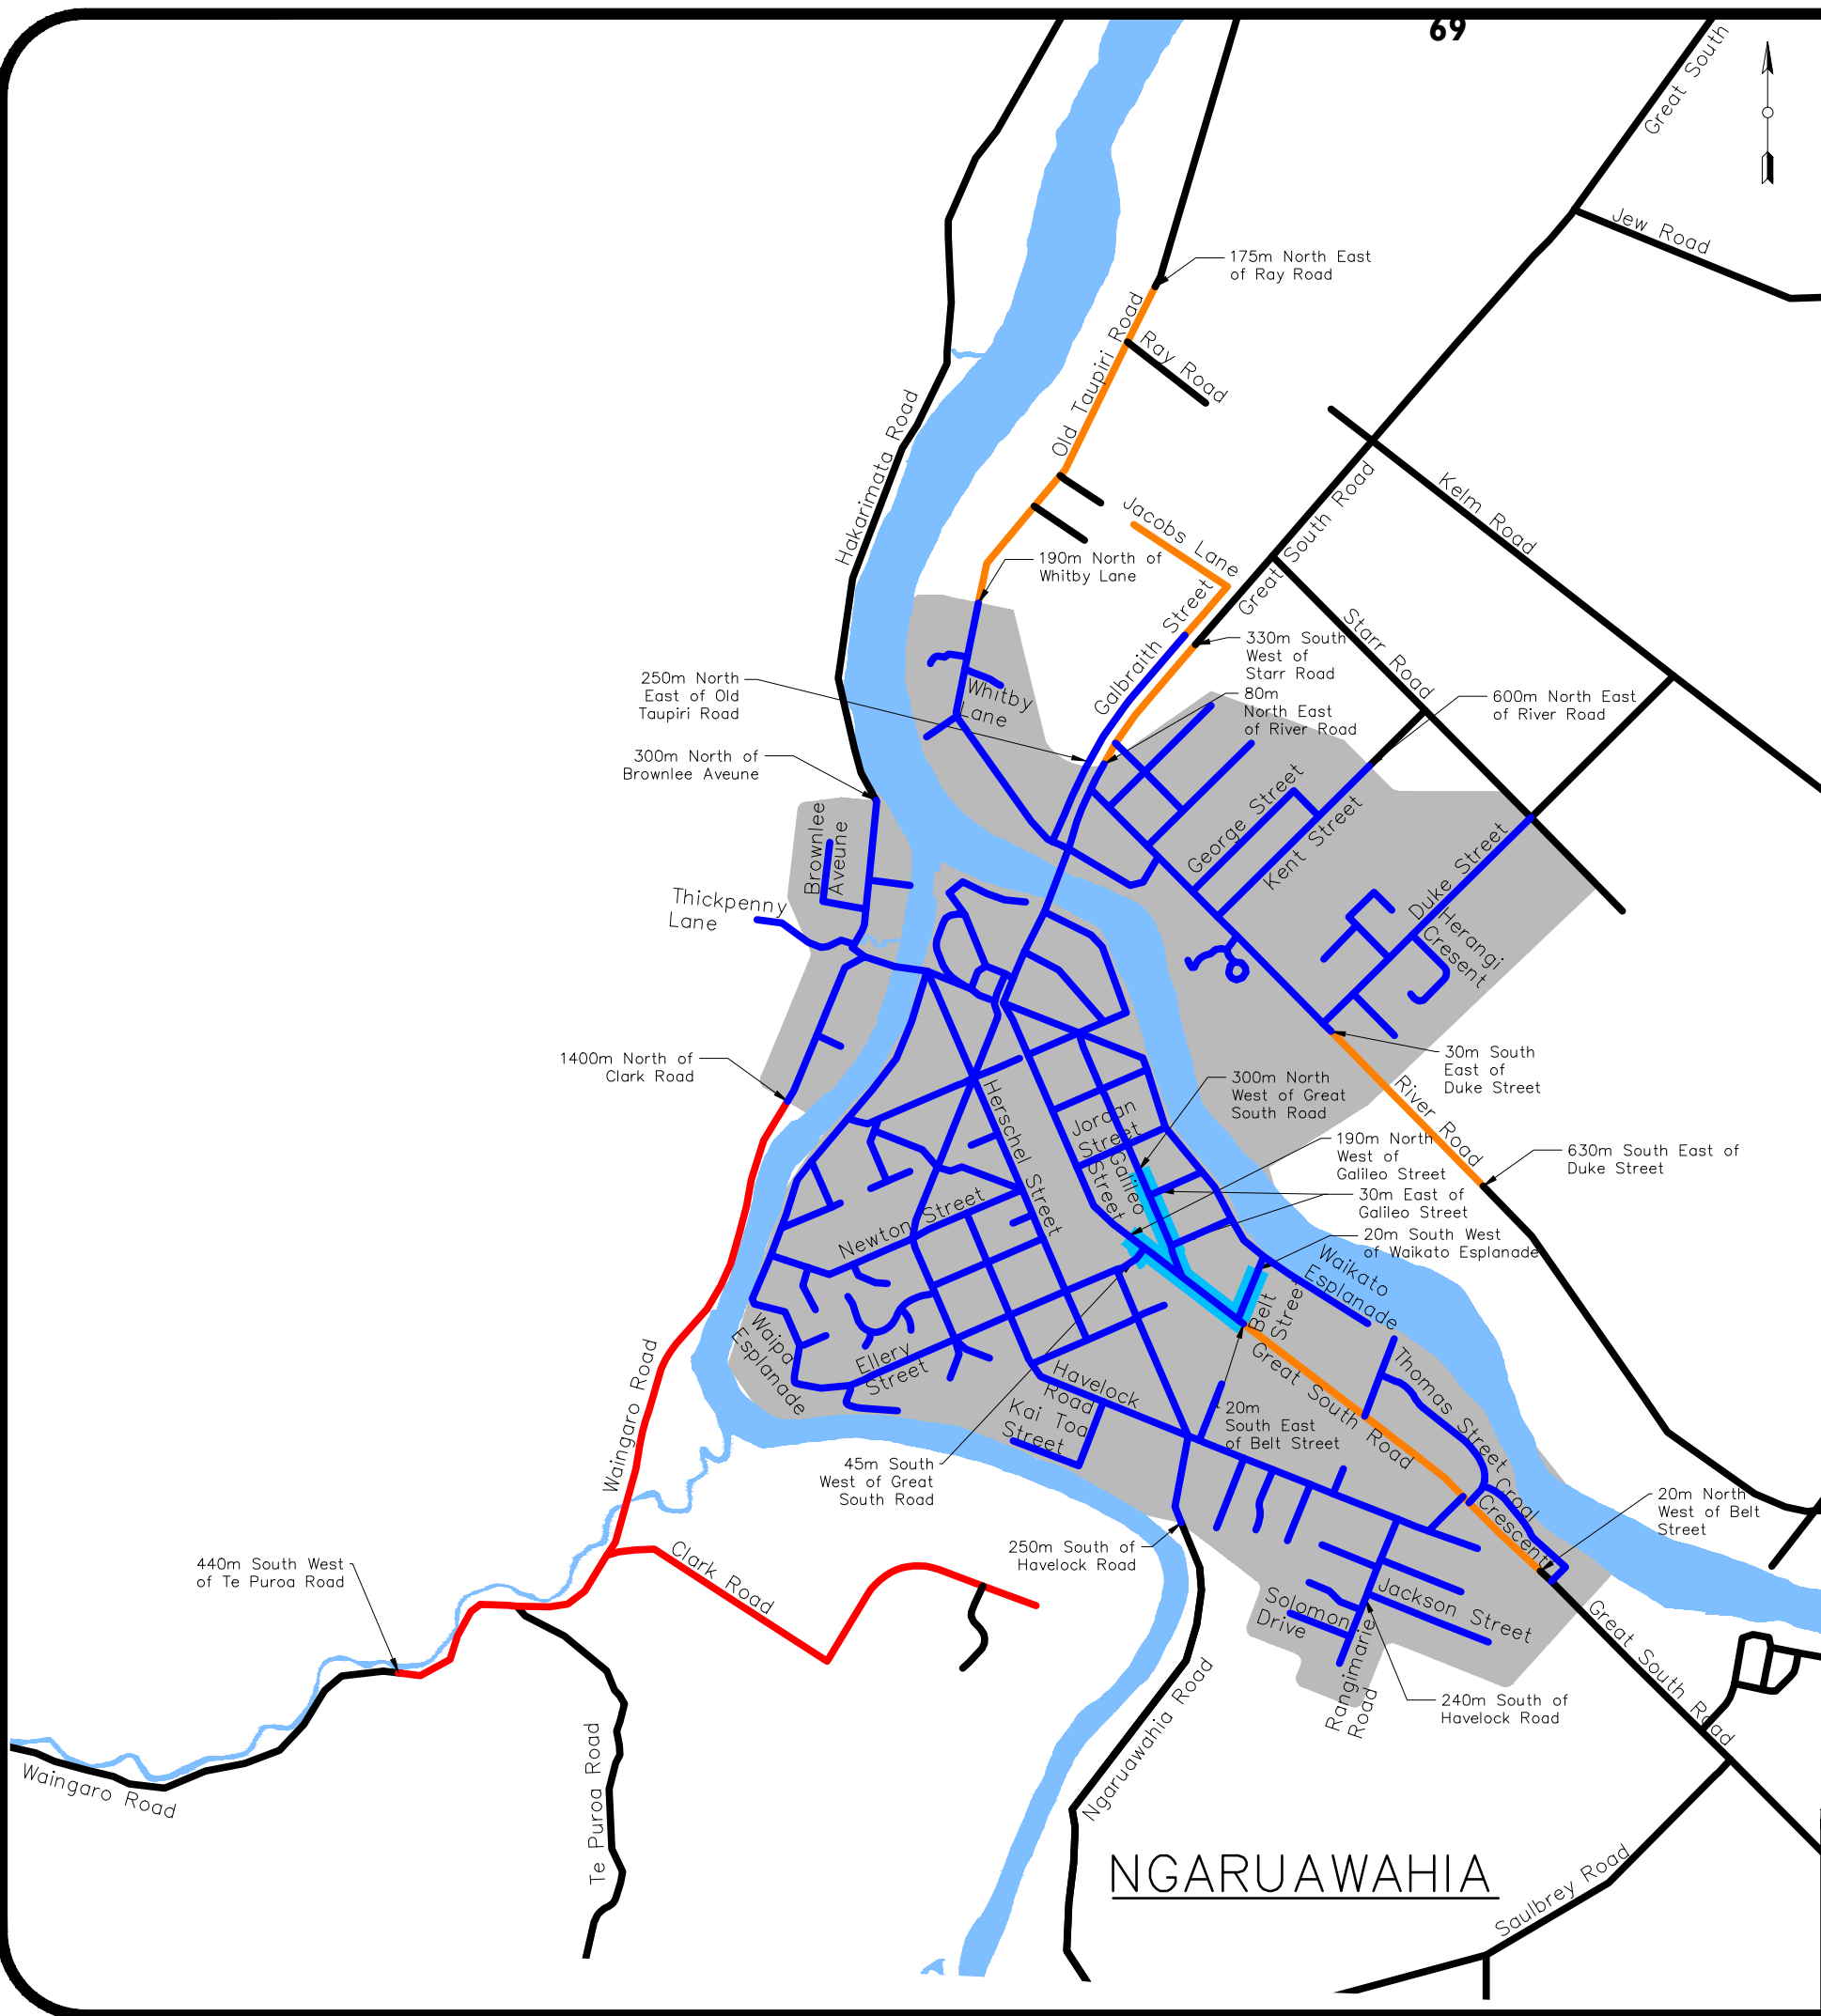 69
Great South
Jew Road
175m North East
of Ray Road
Old Taupiri Road
Ray Road
Hakarimata Road
Jacobs Lane
Great South Road
Kelm Road
190m North of
Whitby Lane
Galbraith Street
Great
Starr Road
330m South
West of
Starr Road
250m North
East of Old
Taupiri Road
Whitby
Lane
80m
North East
of River Road
600m North East
of River Road
300m North of
Brownlee Aveune
Brownlee
Aveune
George Street
Kent Street
Duke Street
Herangi
Cresent
Thickpenny
Lane
1400m North of
Clark Road
30m South
East of
Duke Street
River Road
300m North
West of Great
South Road
Herschel Street
Jordan
Street
Galileo
Street
190m North
West of
Galileo Street
630m South East of
Duke Street
30m East of
Galileo Street
20m South West
of Waikato Esplanade
Newton Street
Waikato
Esplanade
Belt
Street
Waipa
Esplanade
Ellery
Street
Great South Road
Thomas Street
Havelock
Road
Kai Toa
Street
20m
South East
of Belt Street
Waingaro Road
45m South
West of Great
South Road
Croal
Crescent
20m North
West of Belt
Street
250m South of
Havelock Road
440m South West
of Te Puroa Road
Clark Road
Solomon
Drive
Jackson Street
Rangimarie
Road
Great South Road
240m South of
Havelock Road
Ngaruawahia Road
Te Puroa Road
Waingaro Road
NGARUAWAHIA
Saulbrey Road